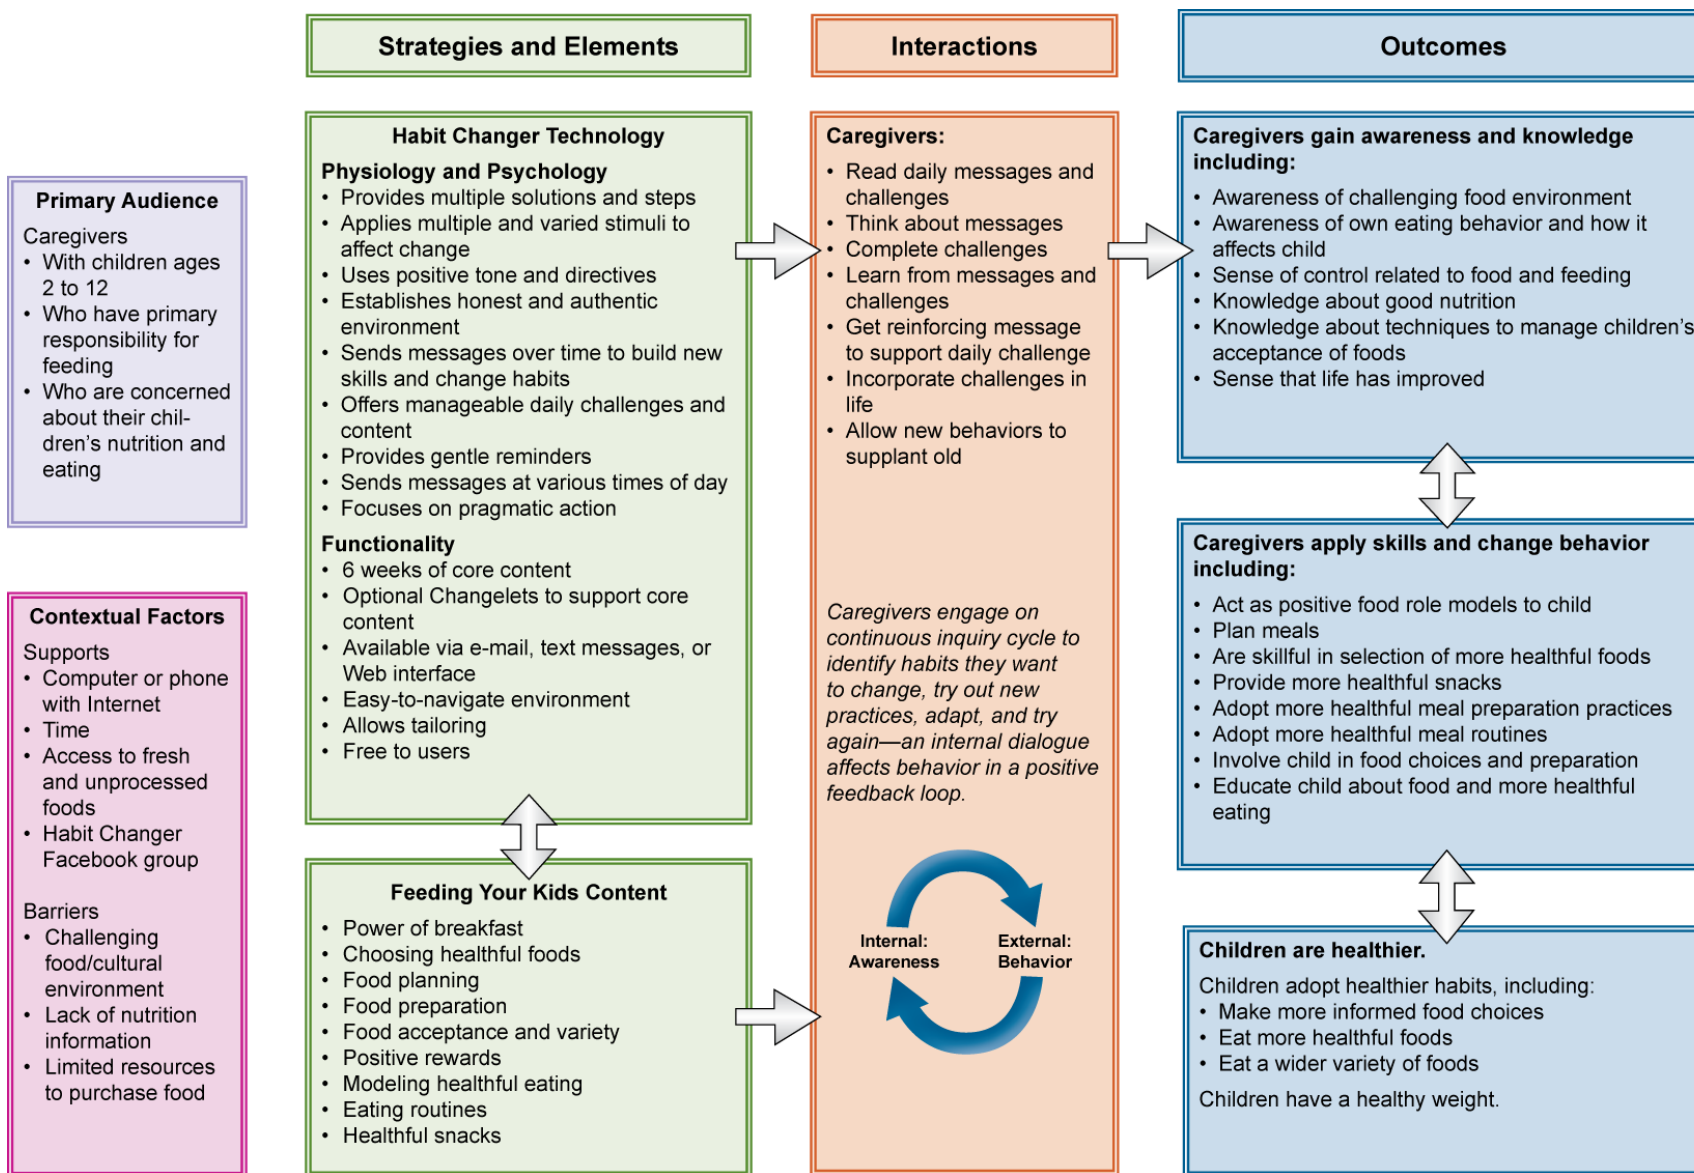 Strategies and Elements
Interactions
Outcomes
Primary Audience
Caregivers
• With children ages
2 to 12
• Who have primary
responsibility for
feeding
• Who are concerned
about their chil-
dren's nutrition and
eating
Contextual Factors
Supports
• Computer or phone
with Internet
• Time
• Access to fresh
and unprocessed
foods
• Habit Changer
Facebook group
Barriers
• Challenging
food/cultural
environment
• Lack of nutrition
information
• Limited resources
to purchase food
Habit Changer Technology
Physiology and Psychology
• Provides multiple solutions and steps
• Applies multiple and varied stimuli to
affect change
• Uses positive tone and directives
• Establishes honest and authentic
environment
• Sends messages over time to build new
skills and change habits
• Offers manageable daily challenges and
content
• Provides gentle reminders
• Sends messages at various times of day
• Focuses on pragmatic action
Functionality
• 6 weeks of core content
• Optional Changelets to support core
content
• Available via e-mail, text messages, or
Web interface
• Easy-to-navigate environment
• Allows tailoring
• Free to users
Feeding Your Kids Content
• Power of breakfast
• Choosing healthful foods
• Food planning
• Food preparation
• Food acceptance and variety
• Positive rewards
• Modeling healthful eating
• Eating routines
• Healthful snacks
Caregivers:
• Read daily messages and
challenges
• Think about messages
• Complete challenges
• Learn from messages and
challenges
• Get reinforcing message
to support daily challenge
• Incorporate challenges in
life
• Allow new behaviors to
supplant old
Caregivers engage on
continuous inquiry cycle to
identify habits they want
to change, try out new
practices, adapt, and try
again—an internal dialogue
affects behavior in a positive
feedback loop.
Internal:
Awareness
External:
Behavior
Caregivers gain awareness and knowledge
including:
• Awareness of challenging food environment
• Awareness of own eating behavior and how it
affects child
• Sense of control related to food and feeding
• Knowledge about good nutrition
• Knowledge about techniques to manage children's
acceptance of foods
• Sense that life has improved
Caregivers apply skills and change behavior
including:
• Act as positive food role models to child
• Plan meals
• Are skillful in selection of more healthful foods
• Provide more healthful snacks
• Adopt more healthful meal preparation practices
• Adopt more healthful meal routines
• Involve child in food choices and preparation
• Educate child about food and more healthful
eating
Children are healthier.
Children adopt healthier habits, including:
• Make more informed food choices
• Eat more healthful foods
• Eat a wider variety of foods
Children have a healthy weight.